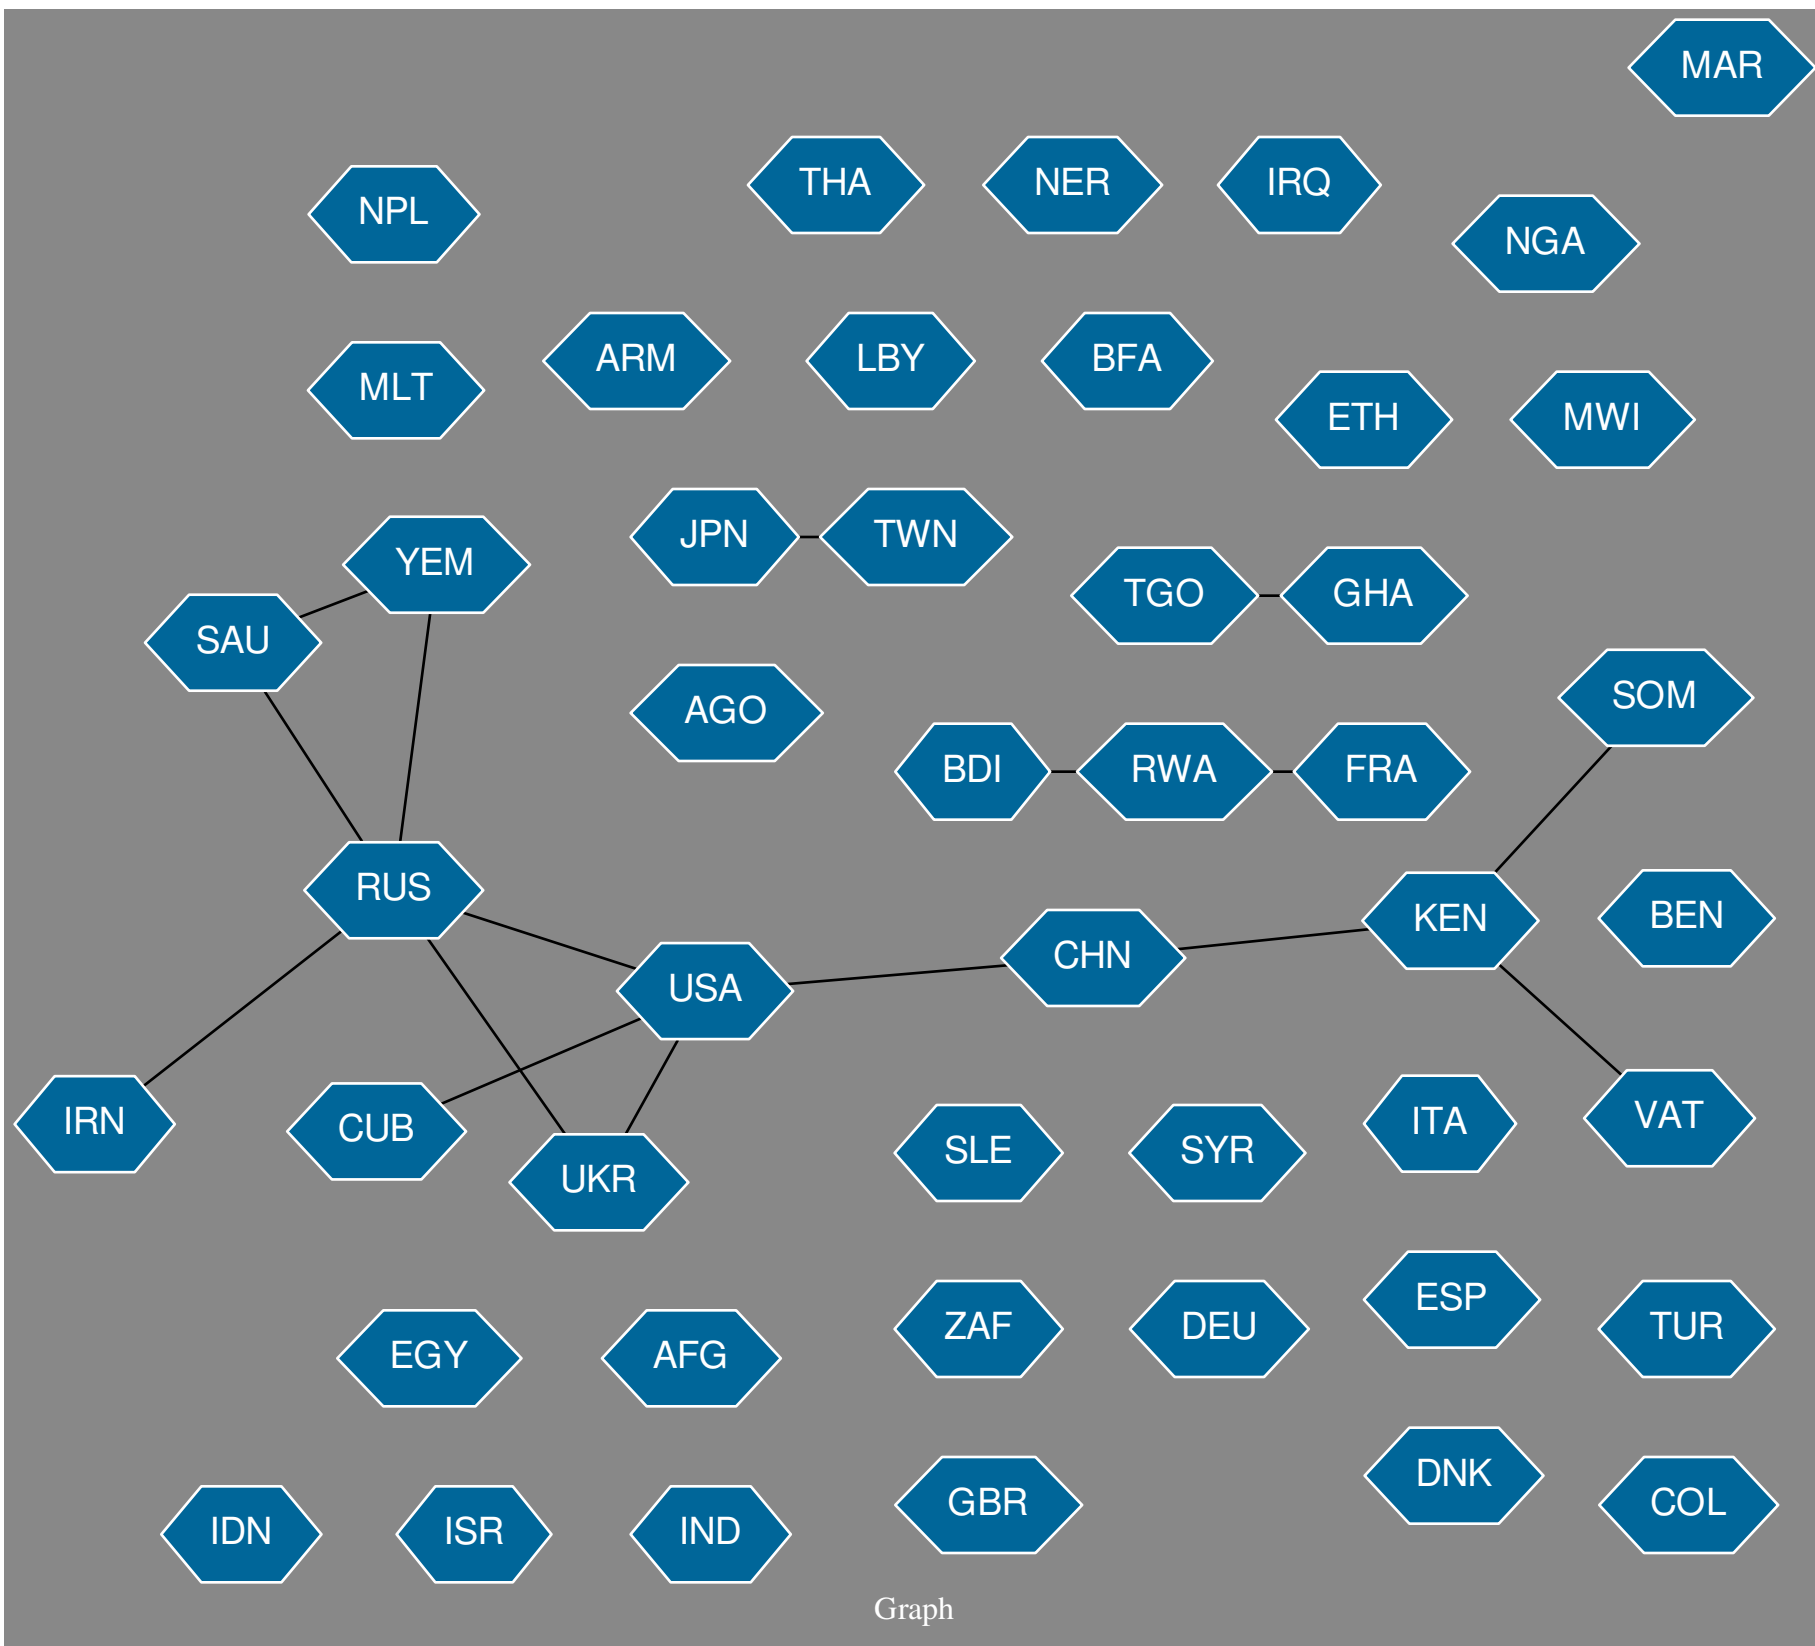 MAR
THA
NER
IRQ
NPL
NGA
ARM
LBY
BFA
MLT
ETH
MWI
JPN
TWN
YEM
TGO
GHA
SAU
SOM
AGO
BDI
RWA
FRA
RUS
KEN
BEN
CHN
USA
IRN
CUB
ITA
VAT
SLE
SYR
UKR
ESP
ZAF
DEU
TUR
EGY
AFG
DNK
GBR
COL
IDN
ISR
IND
Graph